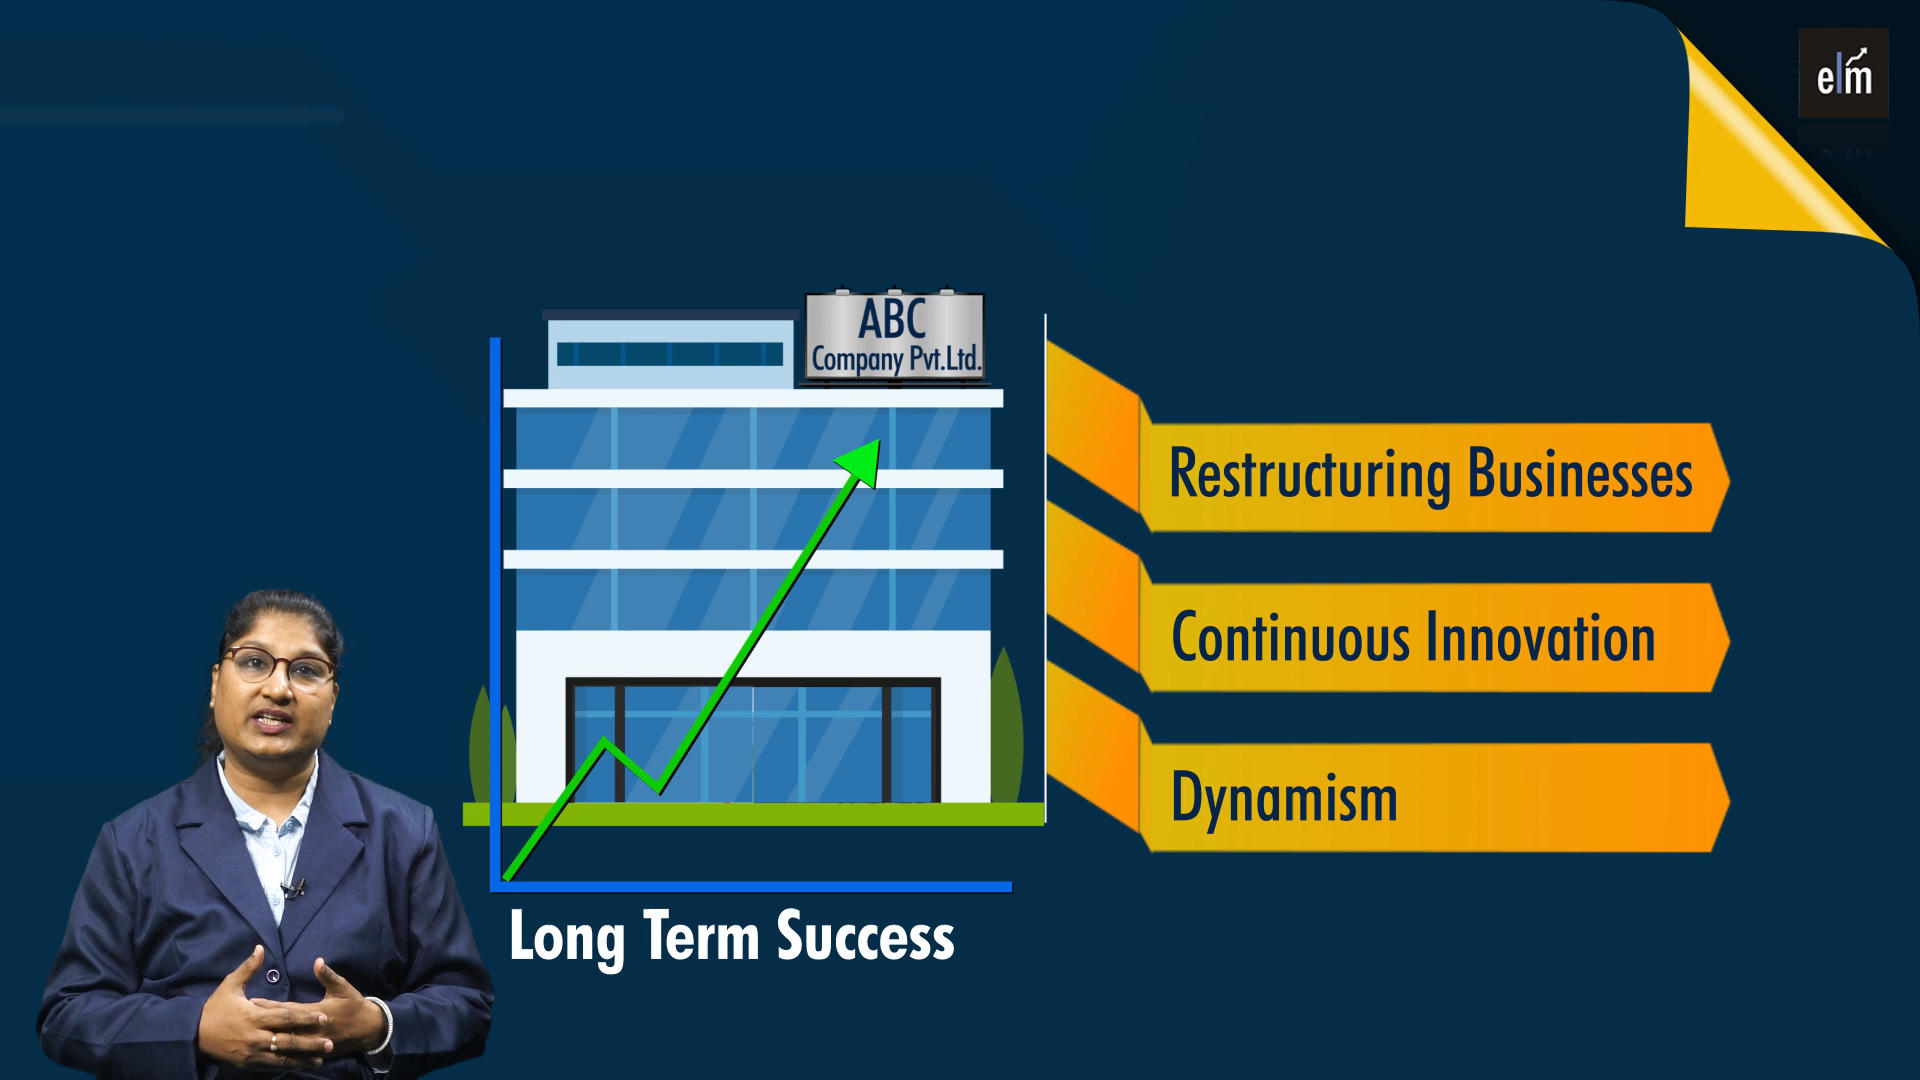 elm
ABC
Company Pvt.Ltd.
Restructuring Businesses
Continuous Innovation
Dynamism
Long Term Success